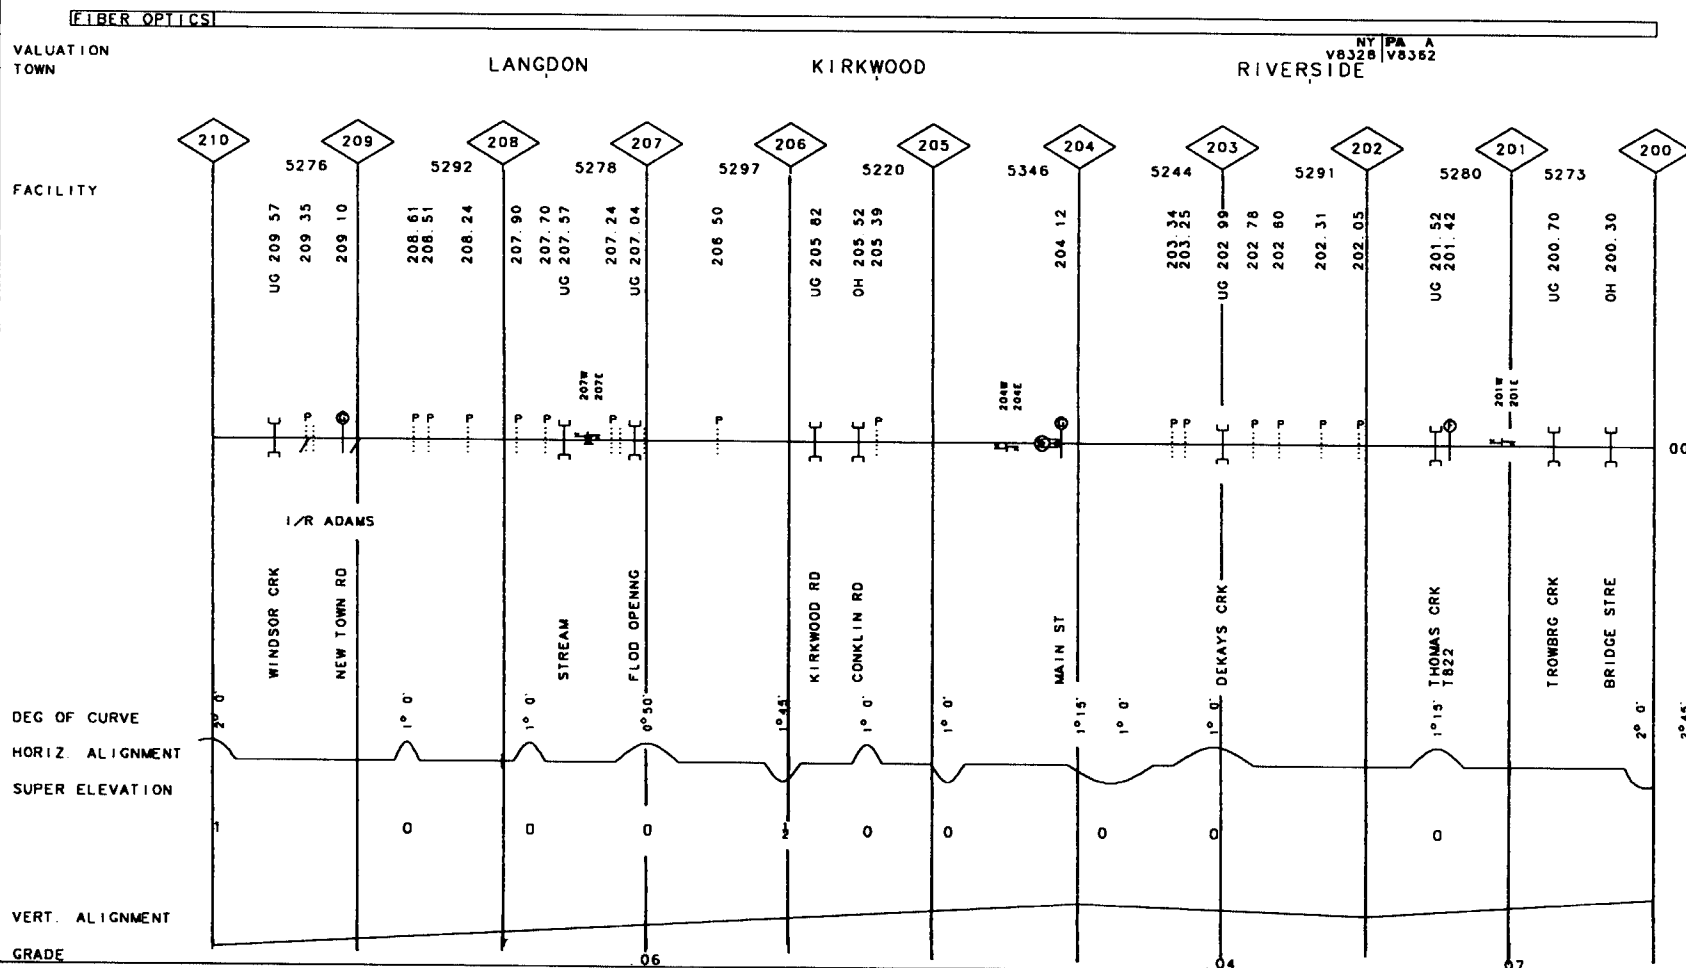 FIBER OPTICS
VALUATION
NY PA A
V8328 V8362
TOWN
LANGDON KIRKWOOD RIVERSIDE
210 209 208 207 206 205 204 203 202 201 200
5276 5292 5278 5297 5220 5346 5244 5291 5280 5273
FACILITY
UG 209 57
209 35
209 10
208.61
208.51
208.24
207.90
207.70
UG 207.57
207.24
UG 207.04
206 50
UG 205 82
OH 205.52
205 39
204 12
203.34
203.25
UG 202 99
202 78
202 60
202.31
202.05
UG 201.52
201.42
UG 200.70
OH 200.30
207W
207E
204W
204E
201W
201E
P P P P P P P P P P P P P P P
I/R ADAMS
WINDSOR CRK
NEW TOWN RD
STREAM
FLOD OPENNG
KIRKWOOD RD
CONKLIN RD
MAIN ST
DEKAYS CRK
THOMAS CRK
T822
TROWBRG CRK
BRIDGE STRE
DEG OF CURVE
2° 0' 1° 0' 1° 0' 0°50' 1°45' 1° 0' 1° 0' 1°15' 1° 0' 1° 0' 1°15' 2° 0' 2°45'
HORIZ. ALIGNMENT
SUPER ELEVATION
1 0 0 0 0 0 0 0 0
VERT. ALIGNMENT
GRADE
06 04 07